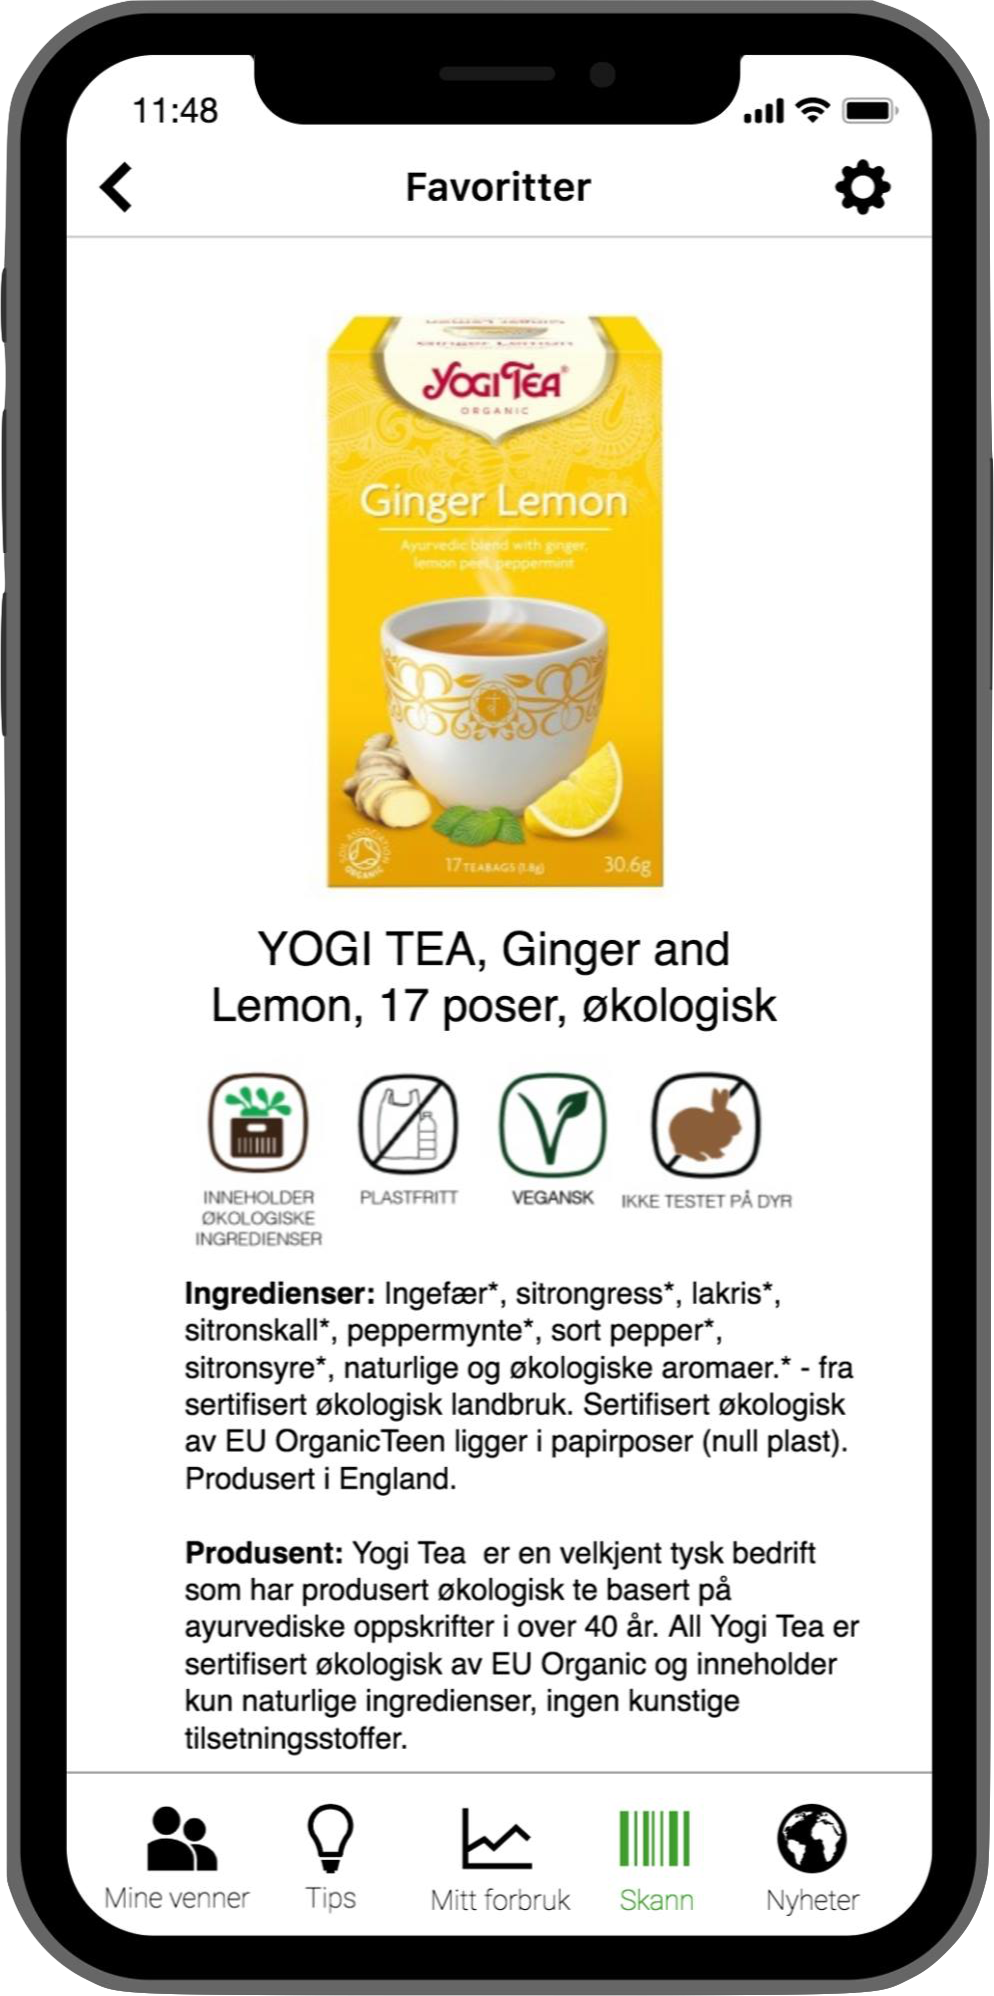 11:48
Favoritter
Ginger Lemon
YOGI TEA®
ORGANIC
Ginger Lemon
Ayurvedic blend with ginger,
lemon peel, peppermint
SOIL ASSOCIATION
ORGANIC
17 TEABAGS (1.8g)
30.6g
YOGI TEA, Ginger and
Lemon, 17 poser, økologisk
INNEHOLDER
ØKOLOGISKE
INGREDIENSER
PLASTFRITT
VEGANSK
IKKE TESTET PÅ DYR
Ingredienser: Ingefær*, sitrongress*, lakris*,
sitronskall*, peppermynte*, sort pepper*,
sitronsyre*, naturlige og økologiske aromaer.* - fra
sertifisert økologisk landbruk. Sertifisert økologisk
av EU OrganicTeen ligger i papirposer (null plast).
Produsert i England.
Produsent: Yogi Tea  er en velkjent tysk bedrift
som har produsert økologisk te basert på
ayurvediske oppskrifter i over 40 år. All Yogi Tea er
sertifisert økologisk av EU Organic og inneholder
kun naturlige ingredienser, ingen kunstige
tilsetningsstoffer.
Mine venner
Tips
Mitt forbruk
Skann
Nyheter